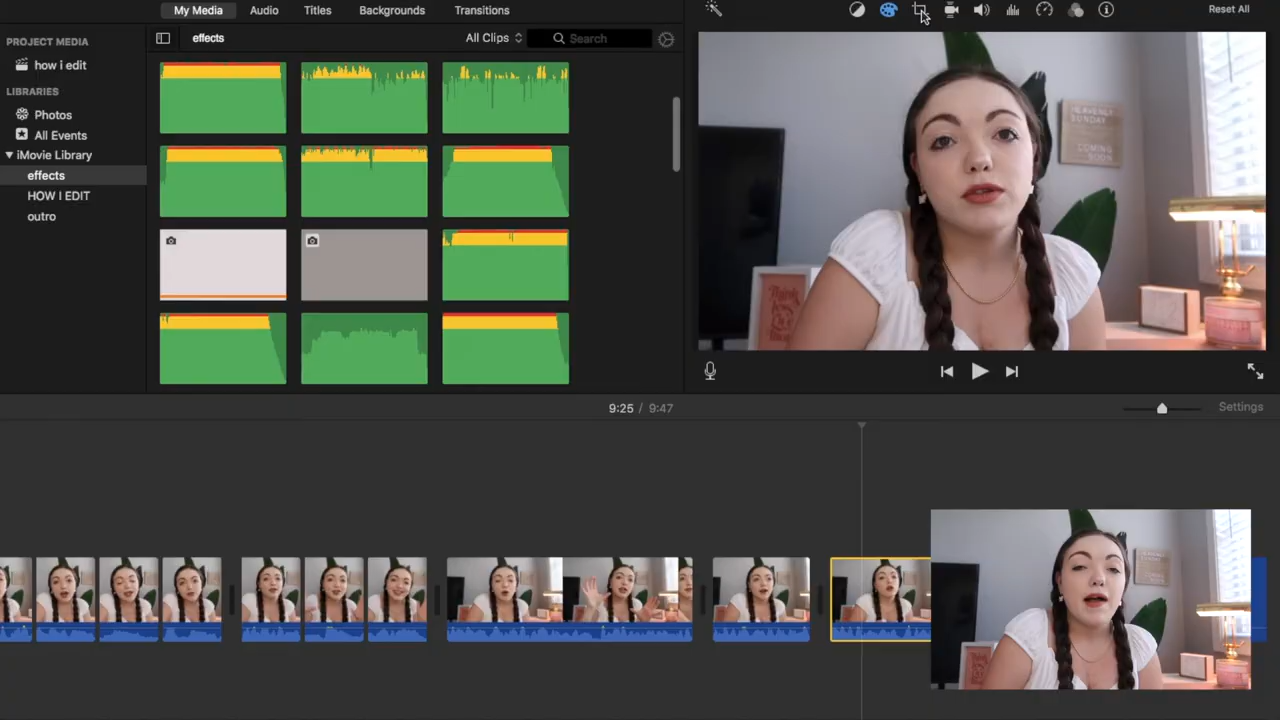 My Media Audio Titles Backgrounds Transitions
Reset All
PROJECT MEDIA
how i edit
LIBRARIES
Photos
All Events
iMovie Library
effects
HOW I EDIT
outro
effects
All Clips
Search
HEAVENLY
SUNDAY
COMING
SOON
9:25 / 9:47
Settings